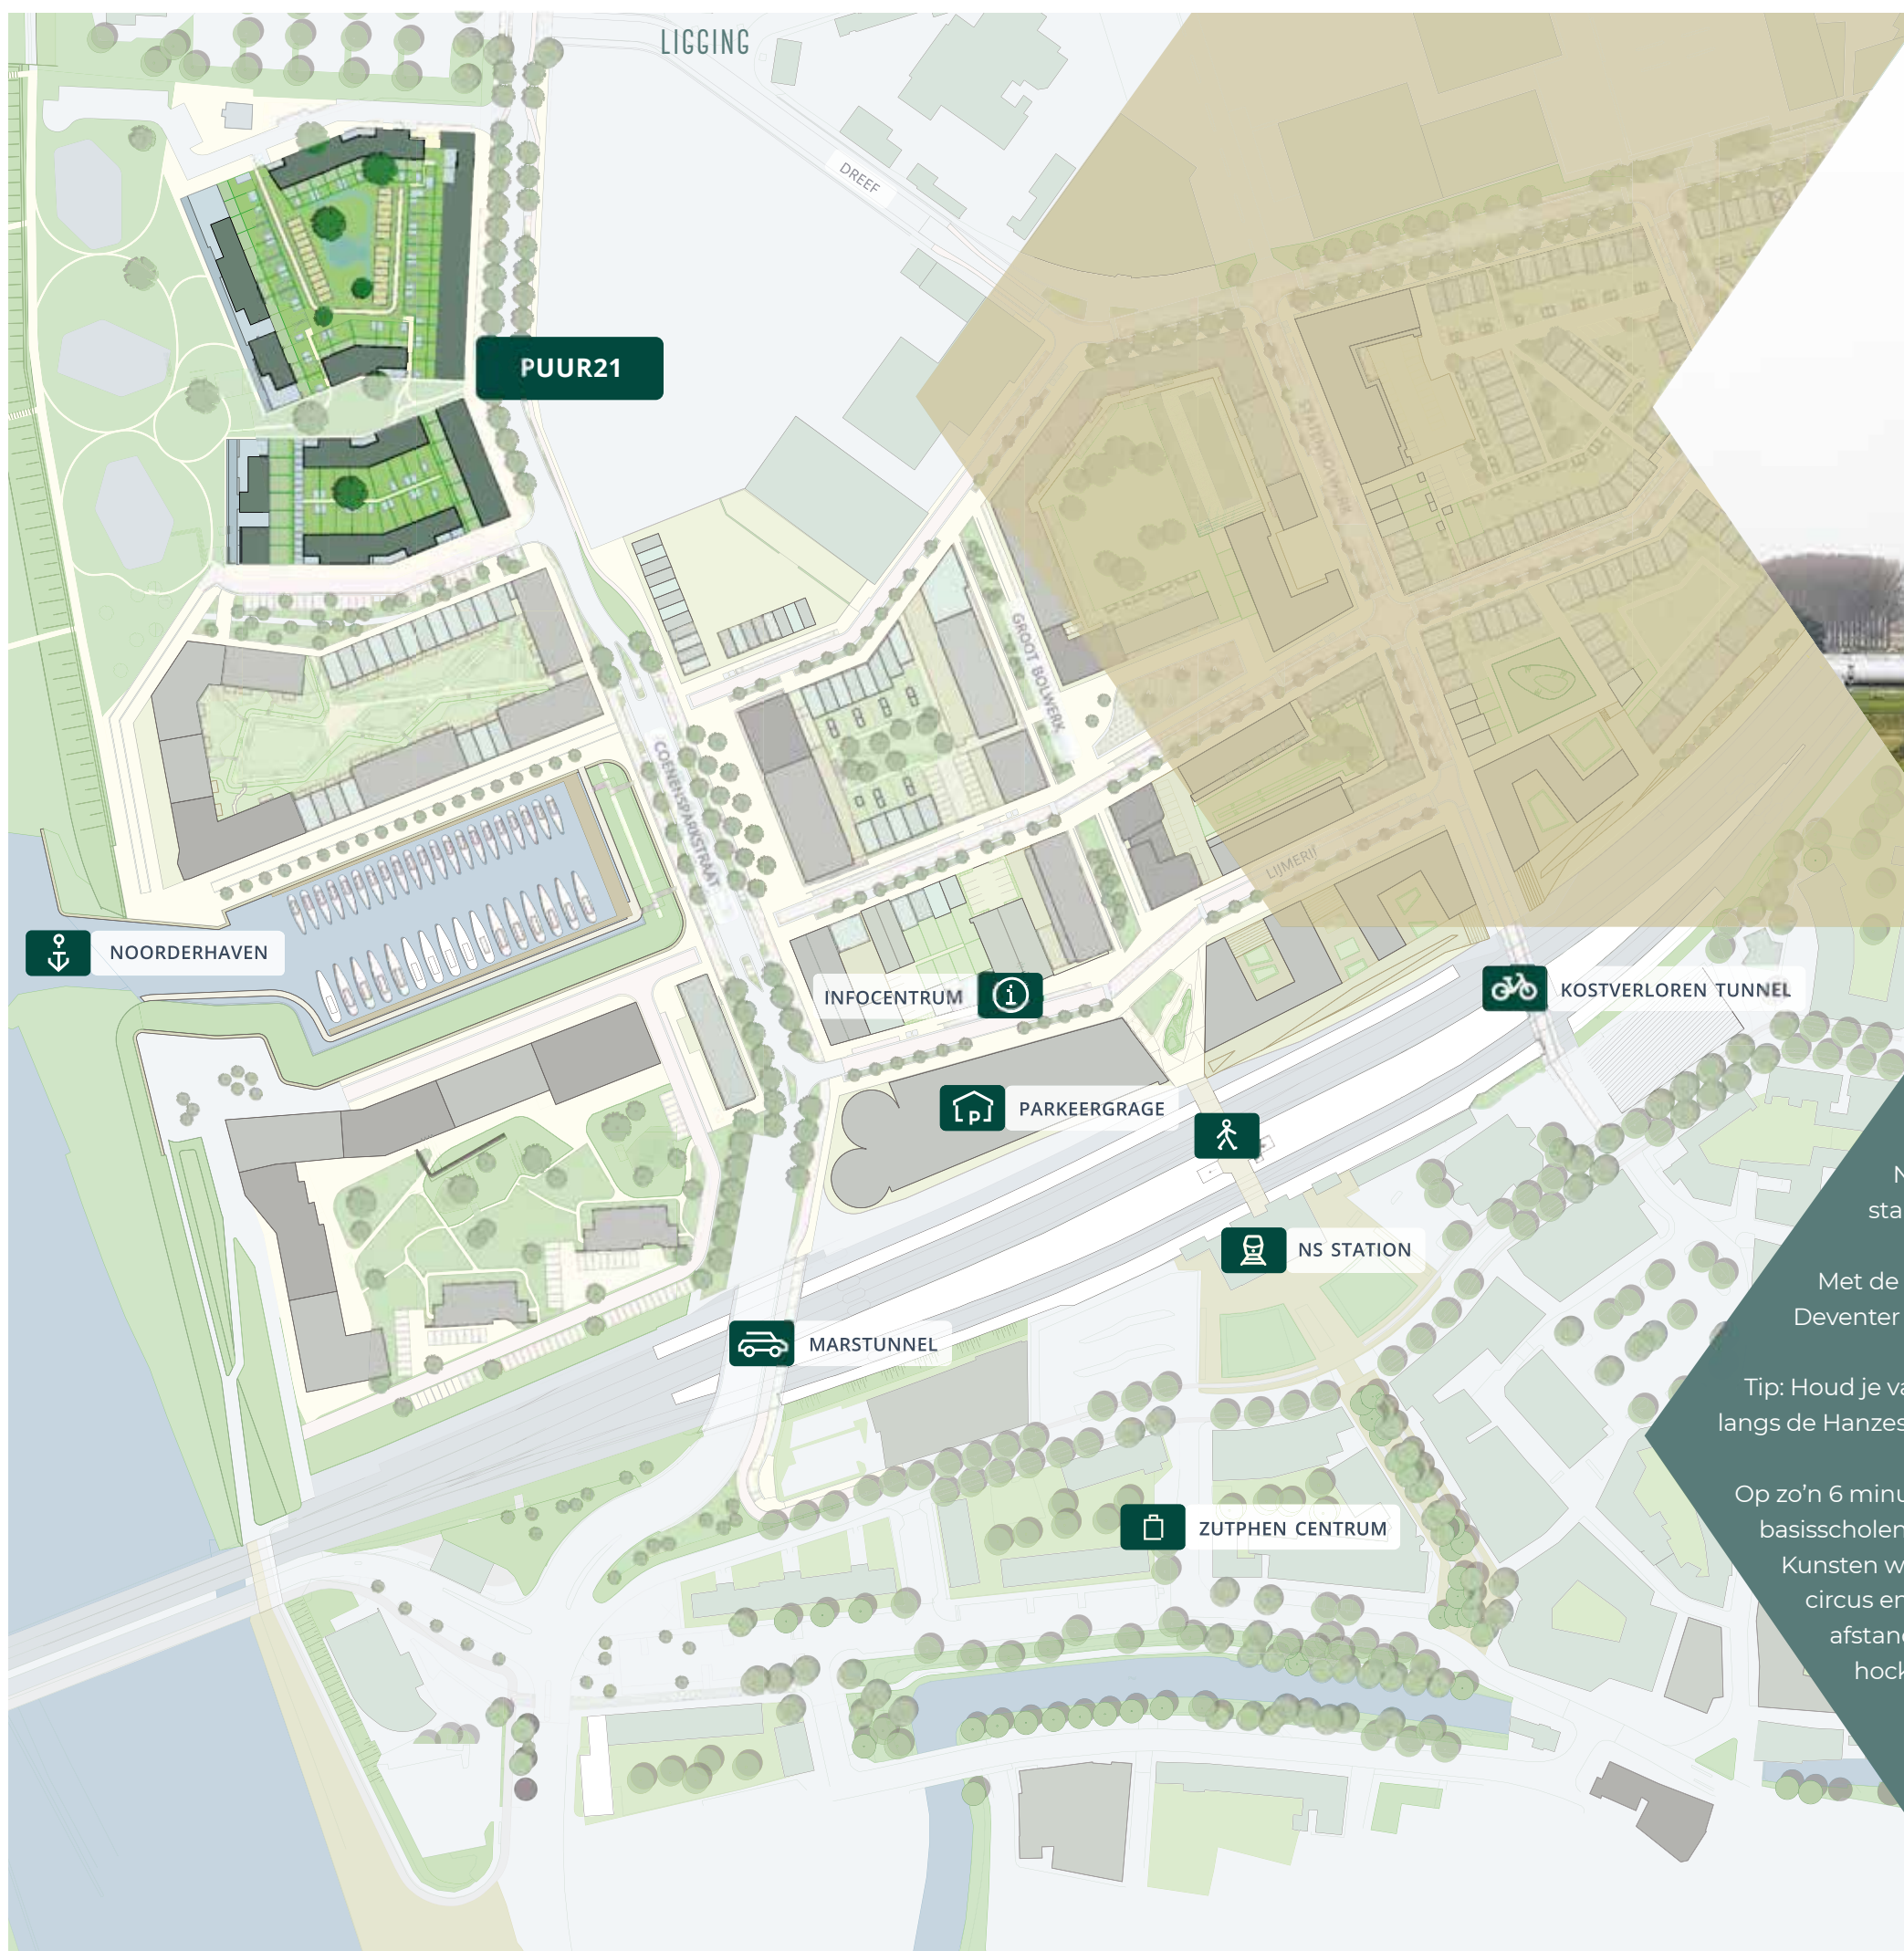 LIGGING
DREEF
PUUR21
STATENBOLWERK
GROOT BOLWERK
COENENSPARKSTRAAT
LIJMERIJ
NOORDERHAVEN
INFOCENTRUM
KOSTVERLOREN TUNNEL
PARKEERGRAGE
NS STATION
MARSTUNNEL
ZUTPHEN CENTRUM
N
sta
Met de
Deventer
Tip: Houd je va
langs de Hanzes
Op zo’n 6 minu
basisscholen
Kunsten w
circus en
afstand
hock